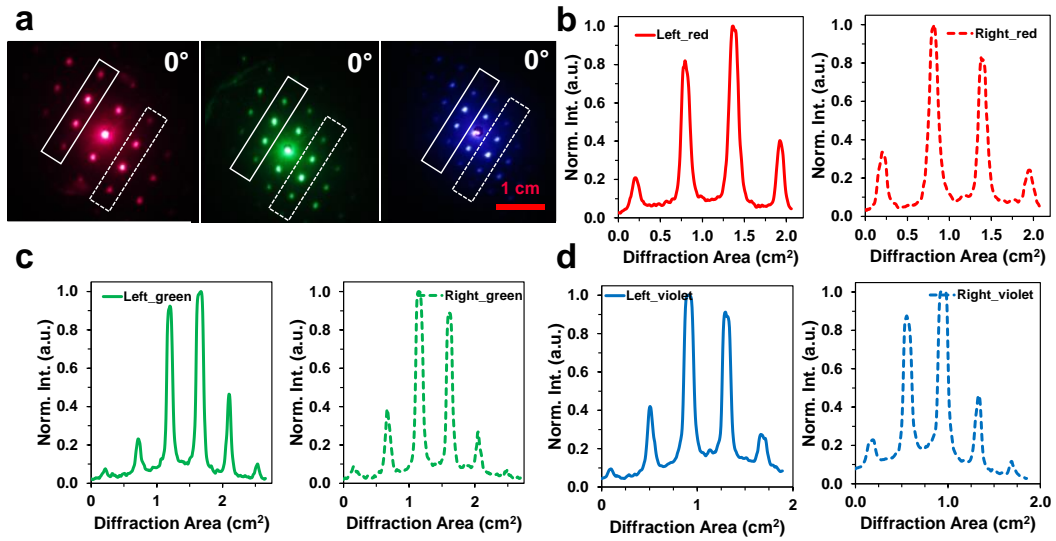 a
0°
0°
0°
1 cm
b
Left_red
Norm. Int. (a.u.)
1.0
0.8
0.6
0.4
0.2
0.0
0.0 0.5 1.0 1.5 2.0
Diffraction Area (cm²)
Right_red
Norm. Int. (a.u.)
1.0
0.8
0.6
0.4
0.2
0.0
0.0 0.5 1.0 1.5 2.0
Diffraction Area (cm²)
c
Left_green
Norm. Int. (a.u.)
1.0
0.8
0.6
0.4
0.2
0.0
0 1 2
Diffraction Area (cm²)
Right_green
Norm. Int. (a.u.)
1.0
0.8
0.6
0.4
0.2
0.0
0 1 2
Diffraction Area (cm²)
d
Left_violet
Norm. Int. (a.u.)
1.0
0.8
0.6
0.4
0.2
0.0
0 1 2
Diffraction Area (cm²)
Right_violet
Norm. Int. (a.u.)
1.0
0.8
0.6
0.4
0.2
0.0
0 1 2
Diffraction Area (cm²)